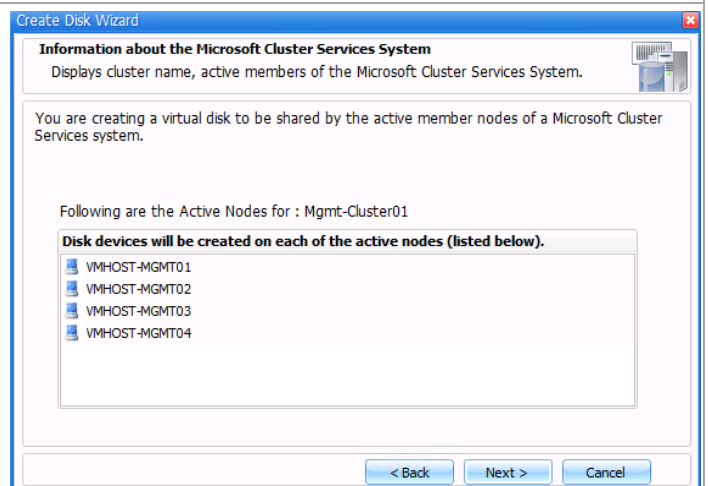 Create Disk Wizard
Information about the Microsoft Cluster Services System
Displays cluster name, active members of the Microsoft Cluster Services System.
You are creating a virtual disk to be shared by the active member nodes of a Microsoft Cluster
Services system.
Following are the Active Nodes for : Mgmt-Cluster01
Disk devices will be created on each of the active nodes (listed below).
VMHOST-MGMT01
VMHOST-MGMT02
VMHOST-MGMT03
VMHOST-MGMT04
< Back Next > Cancel